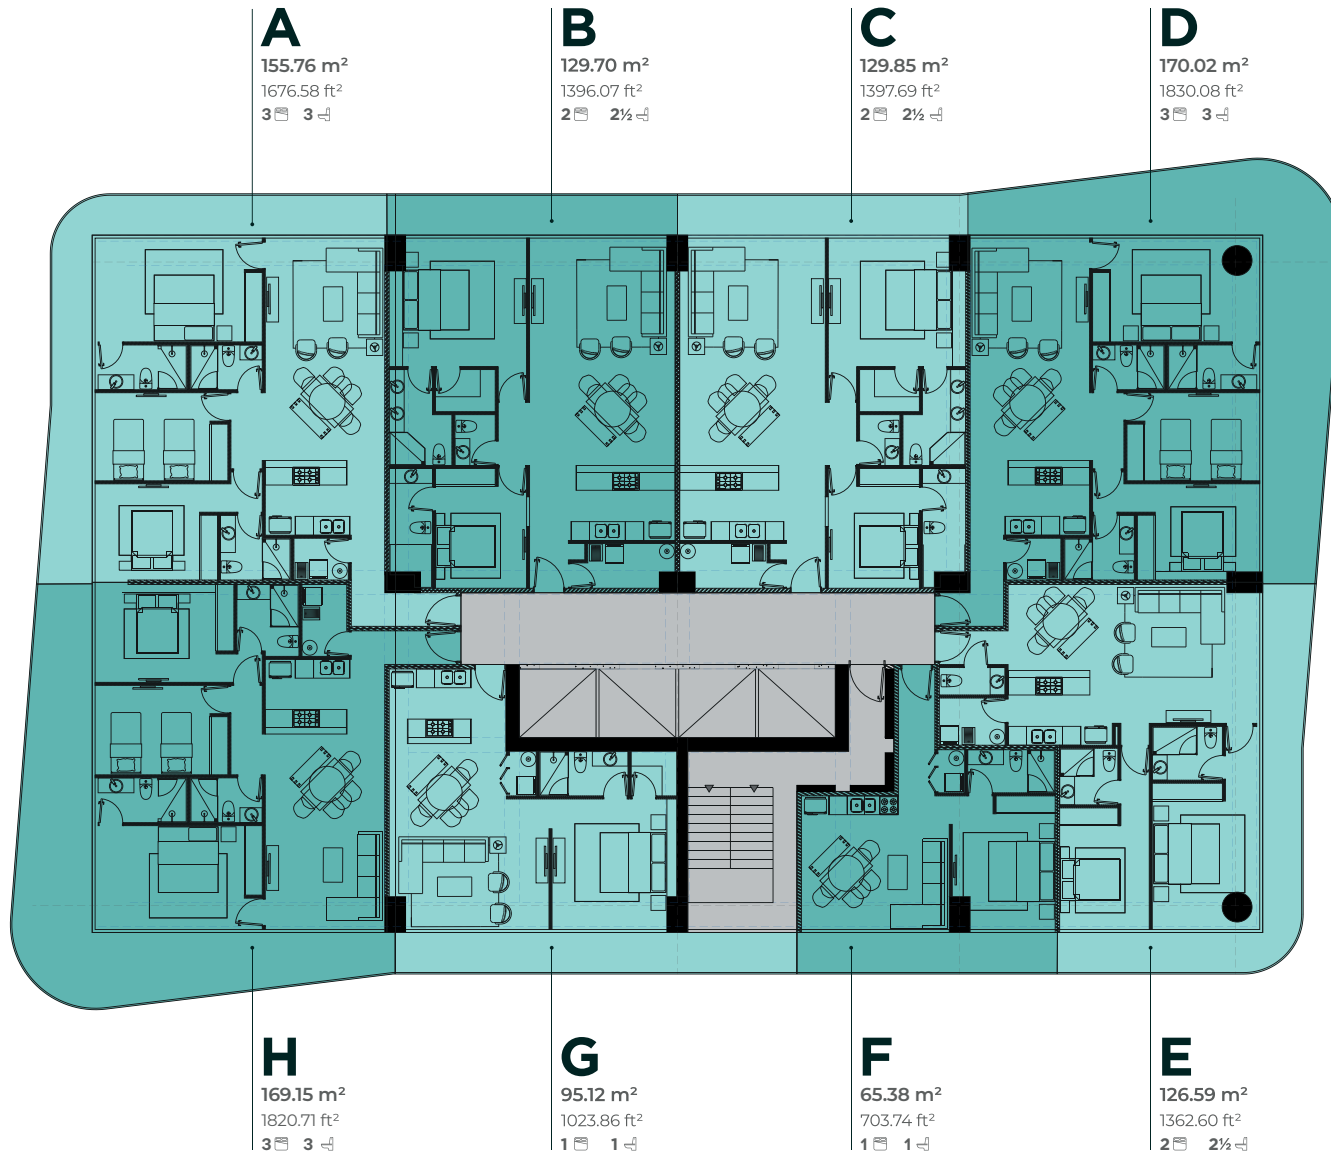 A
155.76 m²
1676.58 ft²
3 3
B
129.70 m²
1396.07 ft²
2 2½
C
129.85 m²
1397.69 ft²
2 2½
D
170.02 m²
1830.08 ft²
3 3
H
169.15 m²
1820.71 ft²
3 3
G
95.12 m²
1023.86 ft²
1 1
F
65.38 m²
703.74 ft²
1 1
E
126.59 m²
1362.60 ft²
2 2½